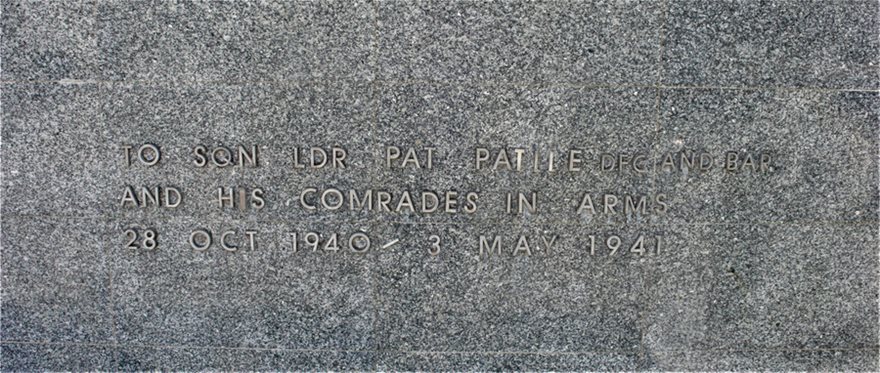 TO SQN LDR PAT PATTLE DFC AND BAR
AND HIS COMRADES IN ARMS
28 OCT 1940 – 3 MAY 1941